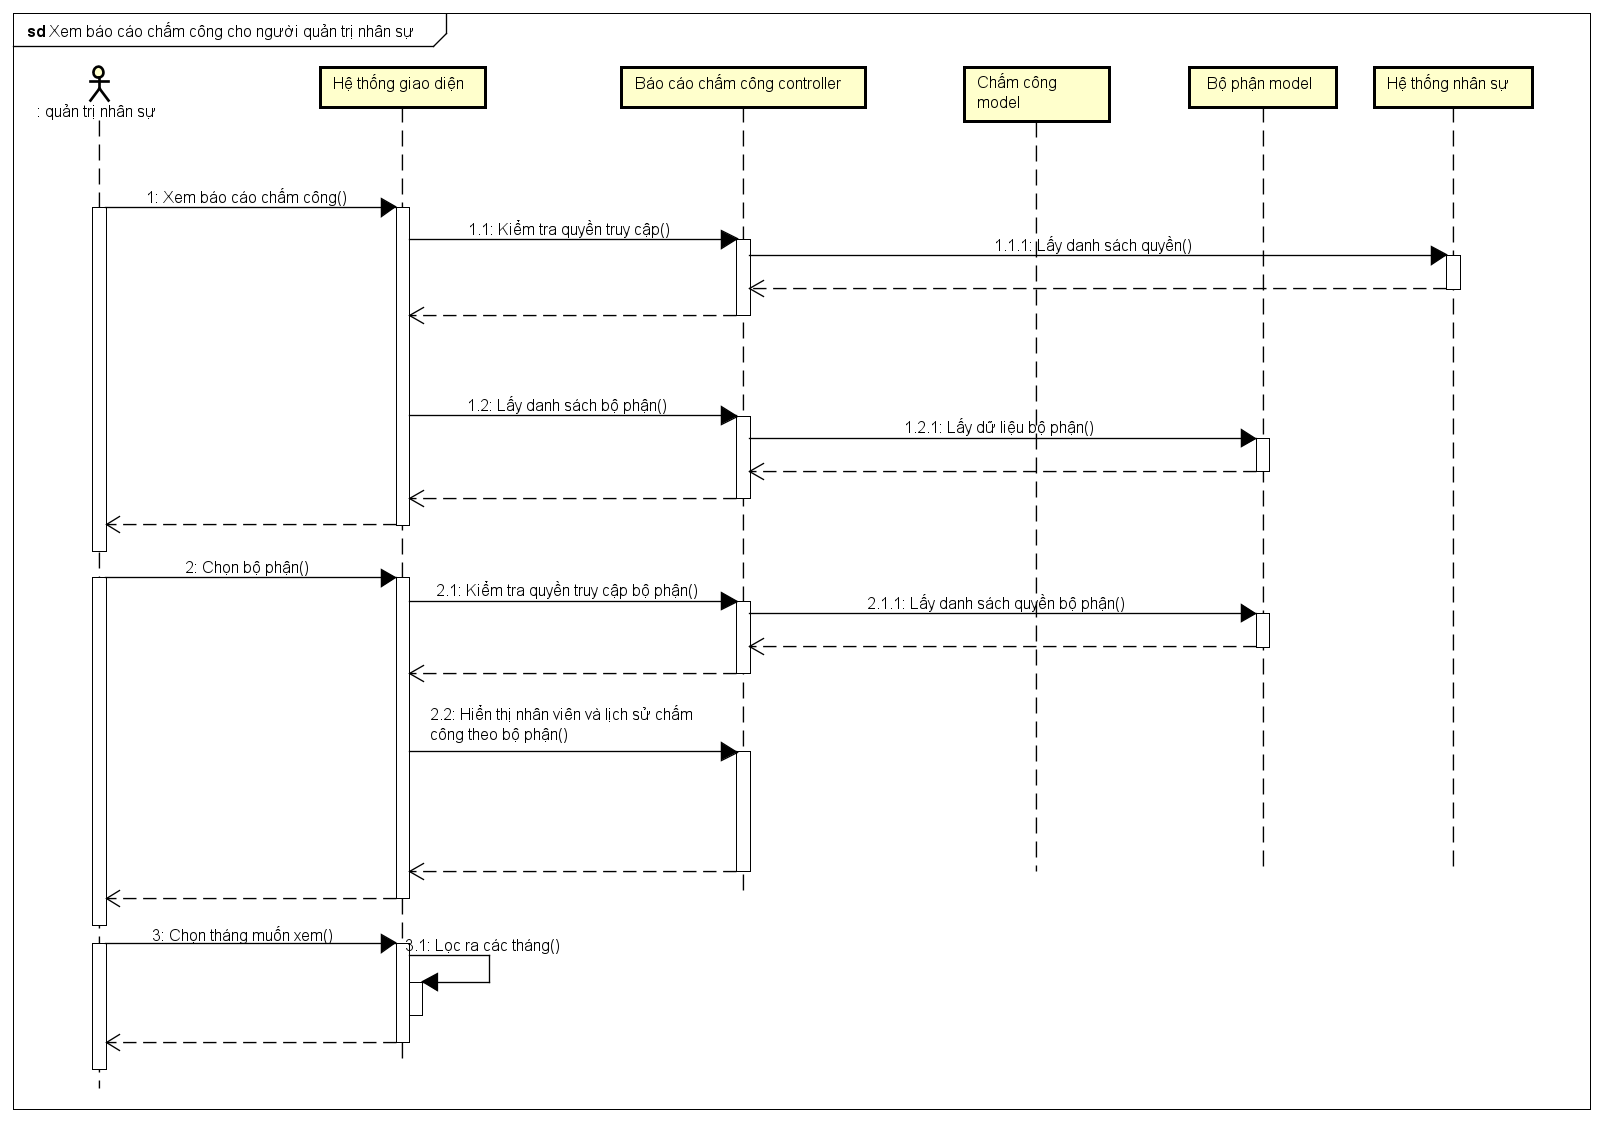 sd Xem báo cáo chấm công cho người quản trị nhân sự
: quản trị nhân sự
Hệ thống giao diện
Báo cáo chấm công controller
Chấm công
model
Bộ phận model
Hệ thống nhân sự
1: Xem báo cáo chấm công()
1.1: Kiểm tra quyền truy cập()
1.1.1: Lấy danh sách quyền()
1.2: Lấy danh sách bộ phận()
1.2.1: Lấy dữ liệu bộ phận()
2: Chọn bộ phận()
2.1: Kiểm tra quyền truy cập bộ phận()
2.1.1: Lấy danh sách quyền bộ phận()
2.2: Hiển thị nhân viên và lịch sử chấm
công theo bộ phận()
3: Chọn tháng muốn xem()
3.1: Lọc ra các tháng()